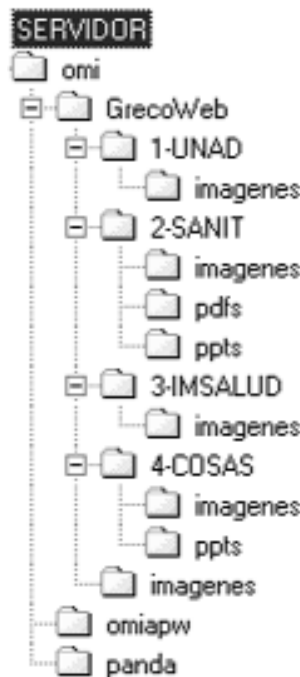 SERVIDOR
omi
GrecoWeb
1-UNAD
imagenes
2-SANIT
imagenes
pdfs
ppts
3-IMSALUD
imagenes
4-COSAS
imagenes
ppts
imagenes
omiapw
panda